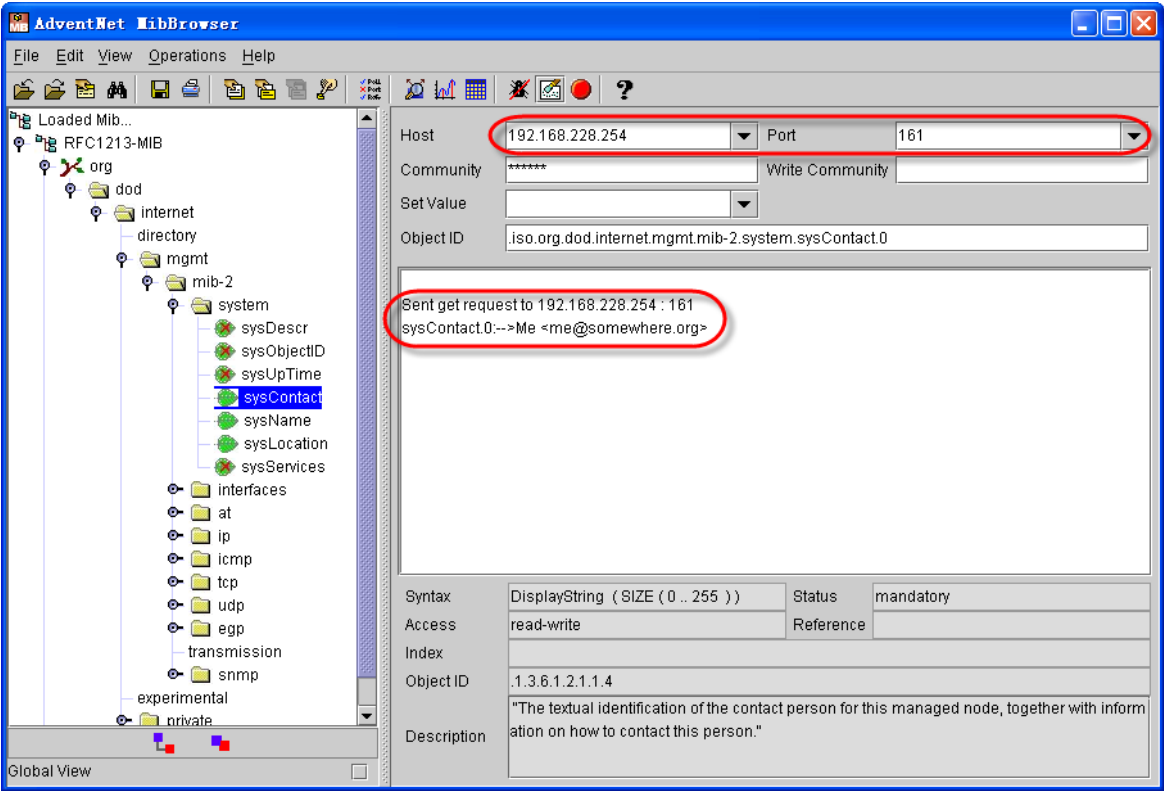 AdventNet MibBrowser
File Edit View Operations Help
Loaded Mib...
RFC1213-MIB
org
dod
internet
directory
mgmt
mib-2
system
sysDescr
sysObjectID
sysUpTime
sysContact
sysName
sysLocation
sysServices
interfaces
at
ip
icmp
tcp
udp
egp
transmission
snmp
experimental
private
Global View
Host 192.168.228.254 Port 161
Community ****** Write Community
Set Value
Object ID .iso.org.dod.internet.mgmt.mib-2.system.sysContact.0
Sent get request to 192.168.228.254 : 161
sysContact.0:-->Me <me@somewhere.org>
Syntax DisplayString ( SIZE ( 0 .. 255 ) ) Status mandatory
Access read-write Reference
Index
Object ID .1.3.6.1.2.1.1.4
Description "The textual identification of the contact person for this managed node, together with inform
ation on how to contact this person."